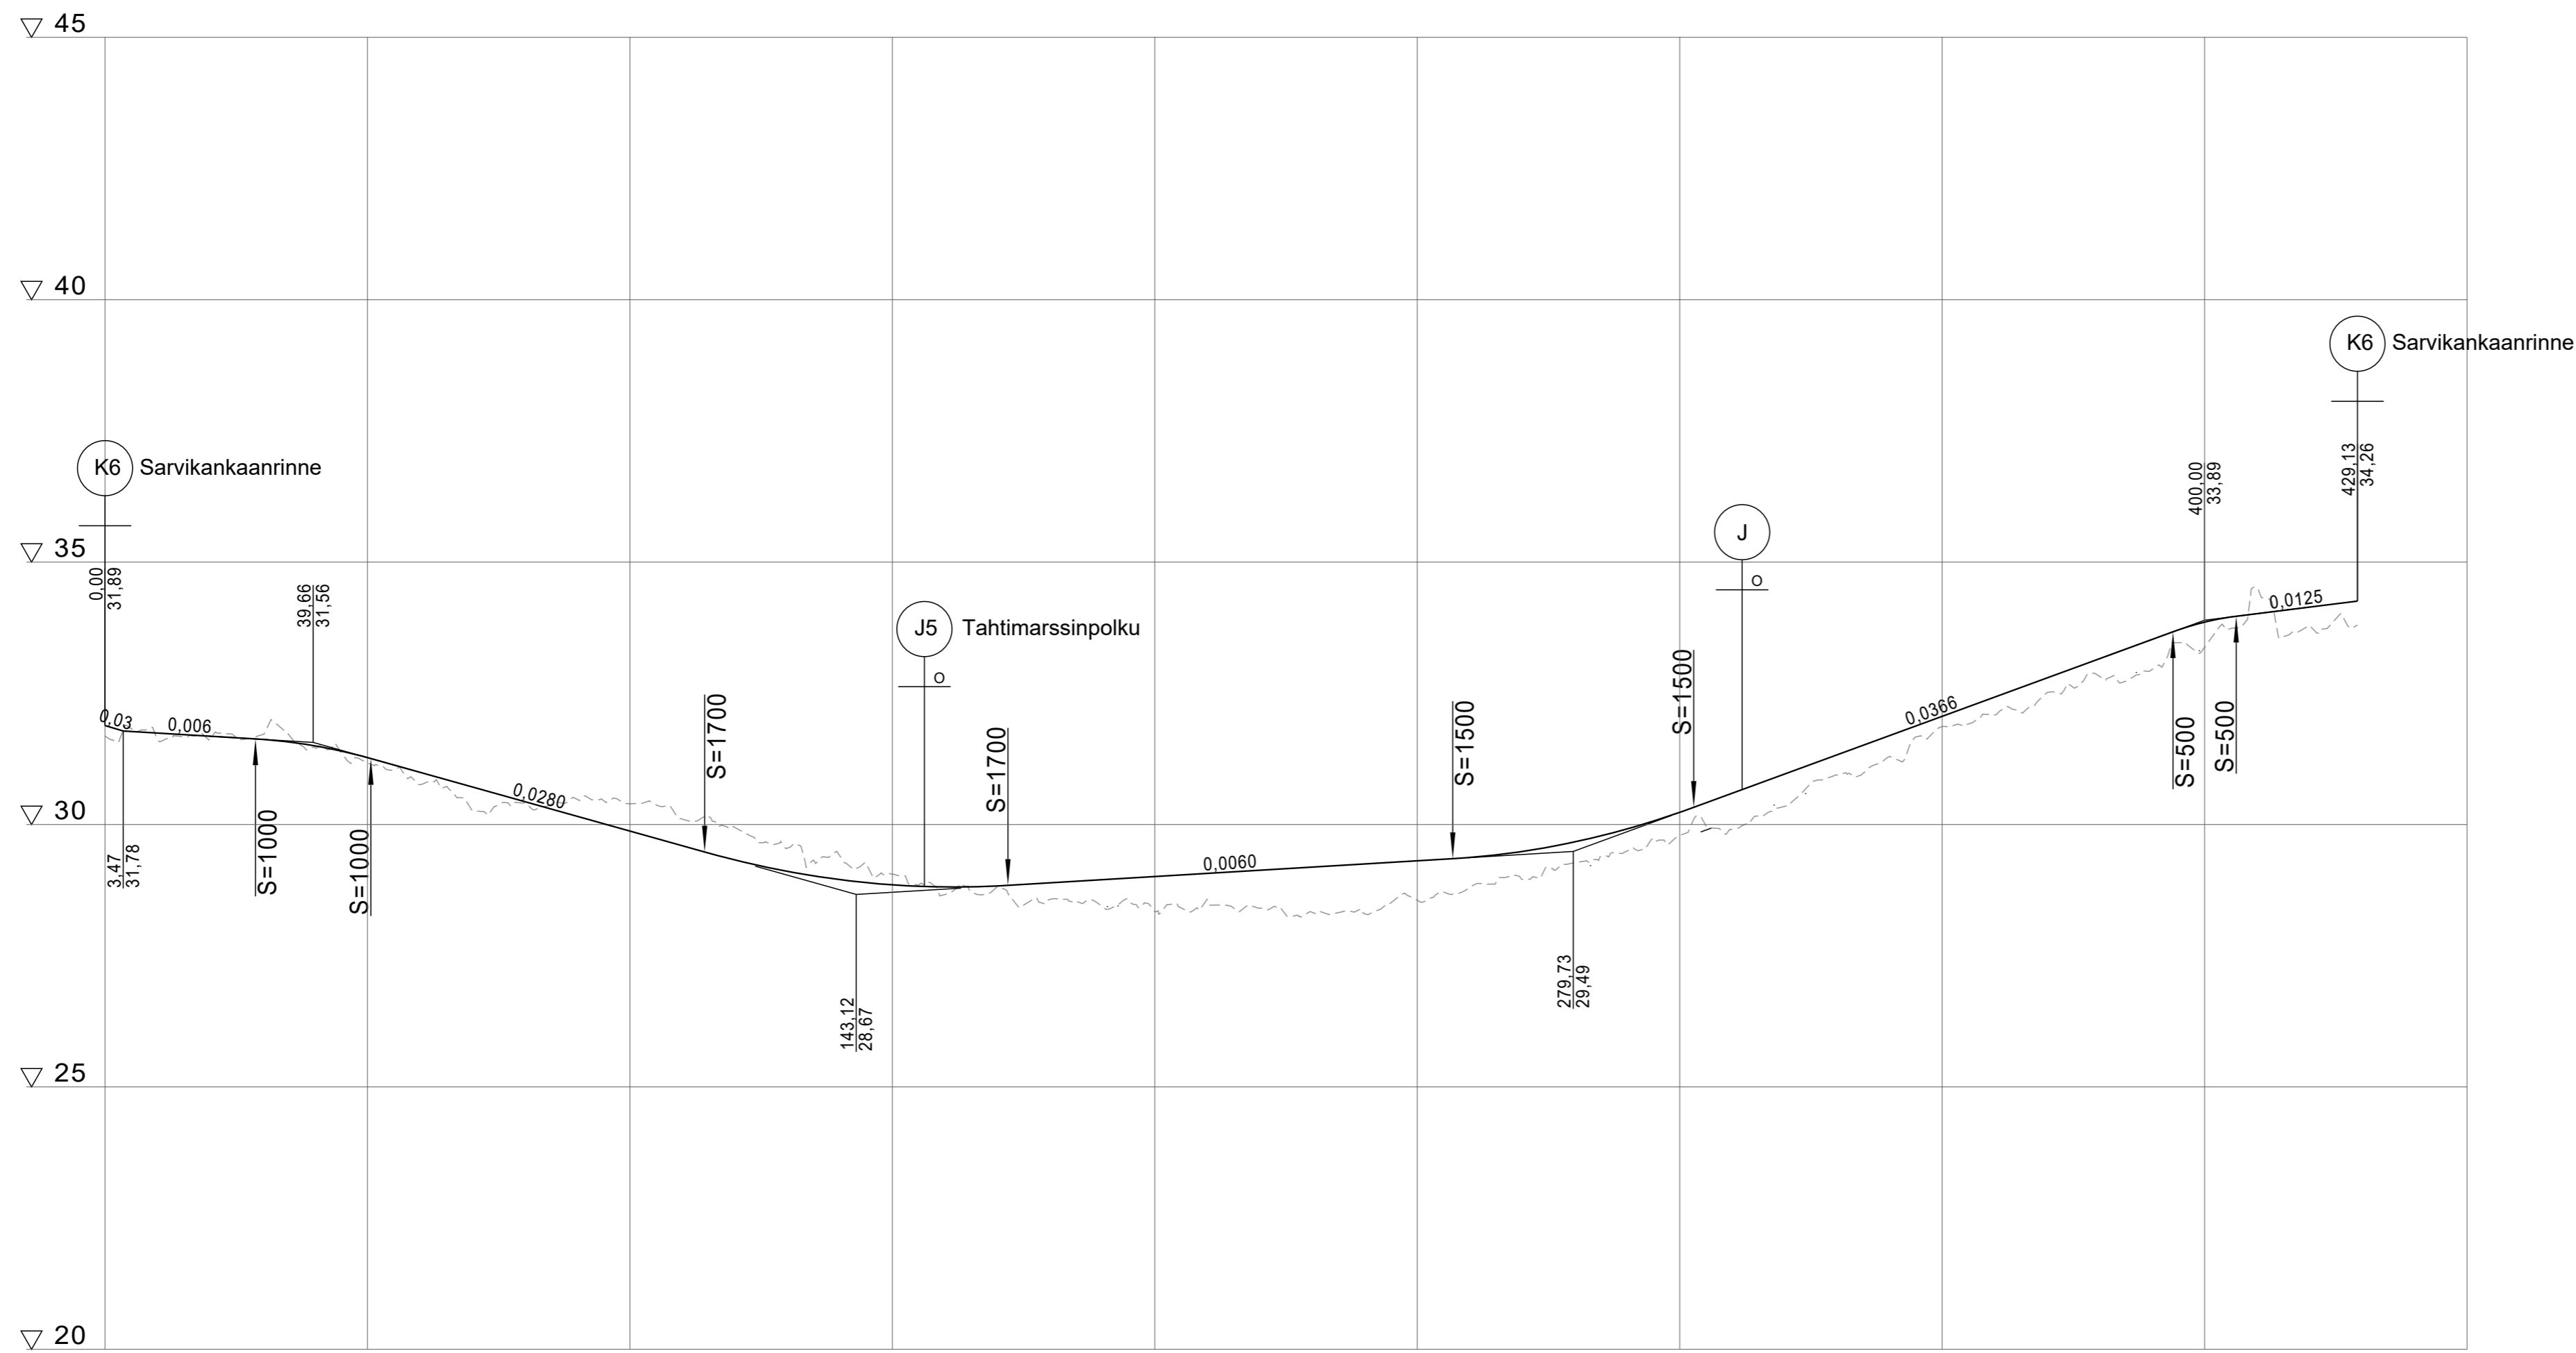 45
40
K6 Sarvikankaanrinne
429,13
34,26
400,00
33,89
K6 Sarvikankaanrinne
J
35
O
0,00
31,89
39,66
31,56
J5 Tahtimarssinpolku
O
0,0125
S=1500
S=1700
S=1500
S=1700
0,03
0,006
0,0366
S=500
S=500
0,0280
30
S=1000
S=1000
3,47
31,78
0,0060
279,73
29,49
143,12
28,67
25
20